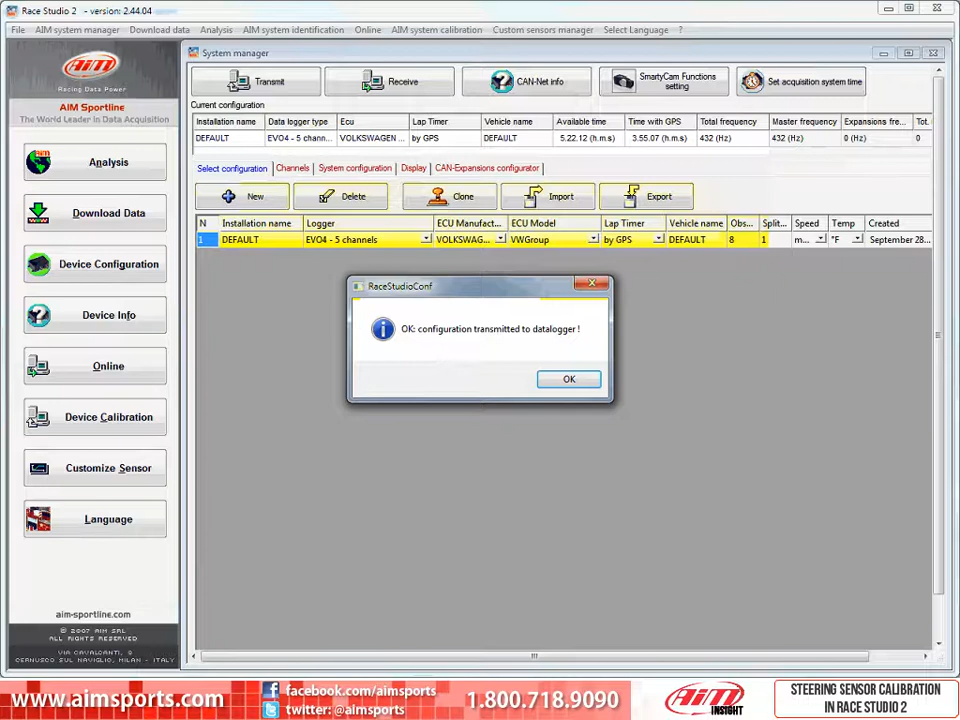 Race Studio 2 - version: 2.44.04
File AIM system manager Download data Analysis AIM system identification Online AIM system calibration Custom sensors manager Select Language ?
AiM
Racing Data Power
AIM Sportline
The World Leader In Data Acquisition
Analysis
Download Data
Device Configuration
Device Info
Online
Device Calibration
Customize Sensor
Language
aim-sportline.com
© 2007 AIM SRL
ALL RIGHTS RESERVED
VIA CAVALCANTI, 8
CERNUSCO SUL NAVIGLIO, MILAN - ITALY
System manager
Transmit Receive CAN-Net info SmartyCam Functions setting Set acquisition system time
Current configuration
Installation name Data logger type Ecu Lap Timer Vehicle name Available time Time with GPS Total frequency Master frequency Expansions fre... Tot.
DEFAULT EVO4 - 5 chann... VOLKSWAGEN ... by GPS DEFAULT 5.22.12 (h.m.s) 3.55.07 (h.m.s) 432 (Hz) 432 (Hz) 0 (Hz) 0
Select configuration Channels System configuration Display CAN-Expansions configurator
New Delete Clone Import Export
N Installation name Logger ECU Manufact... ECU Model Lap Timer Vehicle name Obs... Split... Speed Temp Created
1 DEFAULT EVO4 - 5 channels VOLKSWAG... VWGroup by GPS DEFAULT 8 1 m... °F September 28...
RaceStudioConf
OK: configuration transmitted to datalogger !
OK
www.aimsports.com
facebook.com/aimsports
twitter: @aimsports
1.800.718.9090
AiM INSIGHT
STEERING SENSOR CALIBRATION
IN RACE STUDIO 2